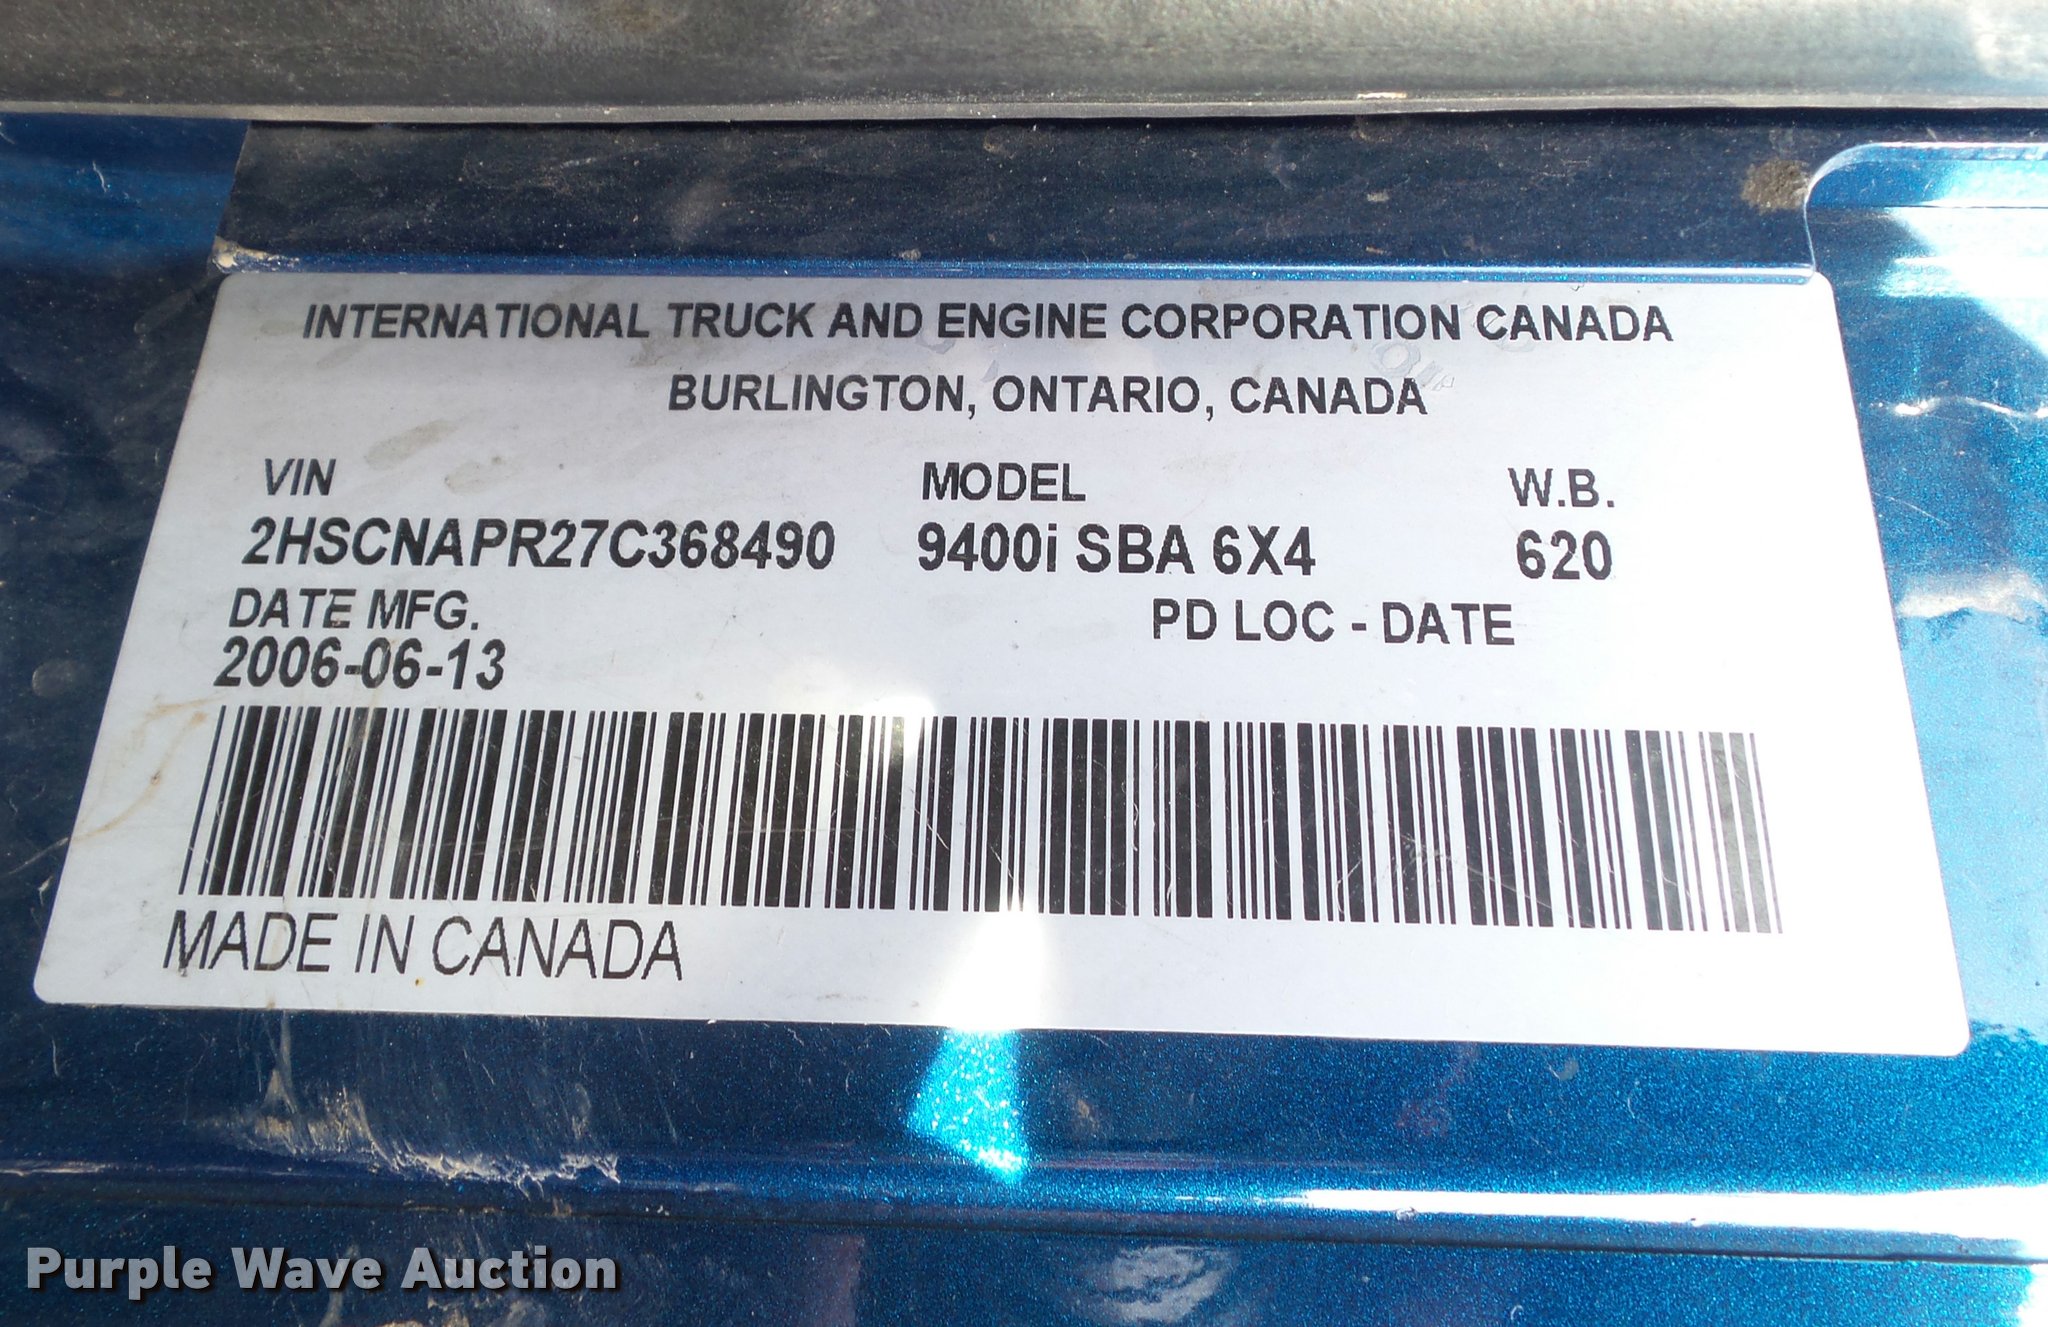 INTERNATIONAL TRUCK AND ENGINE CORPORATION CANADA
BURLINGTON, ONTARIO, CANADA
VIN MODEL W.B.
2HSCNAPR27C368490 9400i SBA 6X4 620
DATE MFG. PD LOC - DATE
2006-06-13
MADE IN CANADA
Purple Wave Auction